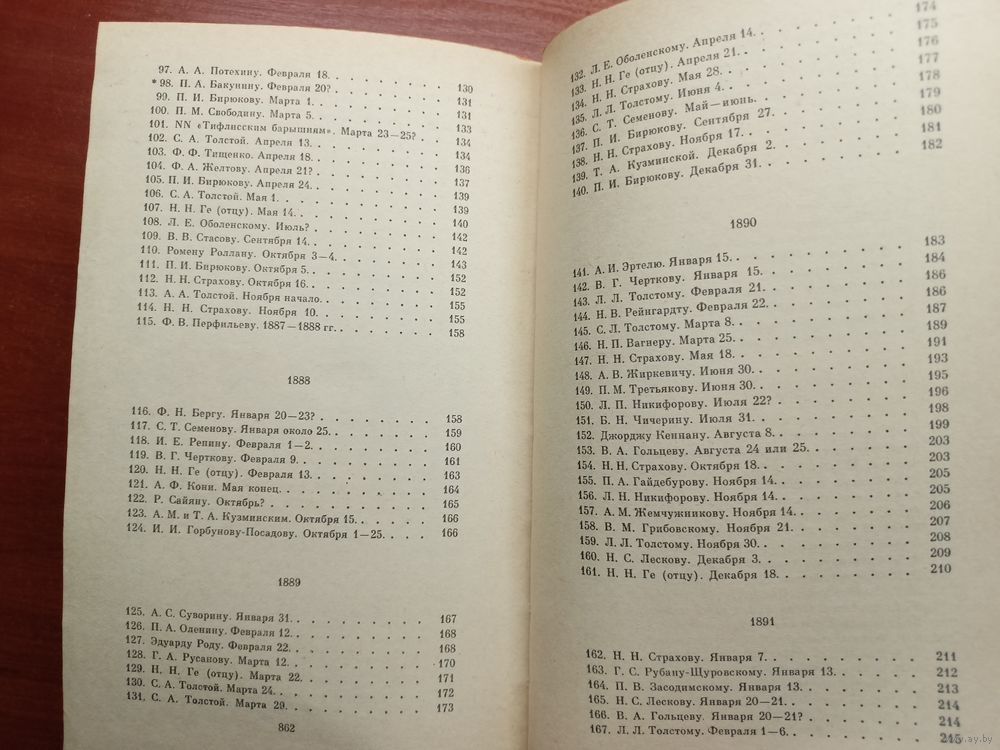 97. А. А. Потехину. Февраля 18. . . . . . . . . 130
*98. П. А. Бакунину. Февраля 20? . . . . . . . . 131
99. П. И. Бирюкову. Марта 1. . . . . . . . . 131
100. П. М. Свободину. Марта 5. . . . . . . . . 133
101. NN «Тифлисским барышням». Марта 23—25? . . . 134
102. С. А. Толстой. Апреля 13. . . . . . . . . 134
103. Ф. Ф. Тищенко. Апреля 18. . . . . . . . . 136
104. Ф. А. Желтову. Апреля 21? . . . . . . . . 137
105. П. И. Бирюкову. Апреля 24. . . . . . . . . 139
106. С. А. Толстой. Мая 1. . . . . . . . . 139
107. Н. Н. Ге (отцу). Мая 14. . . . . . . . . 140
108. Л. Е. Оболенскому. Июль? . . . . . . . . 142
109. В. В. Стасову. Сентября 14. . . . . . . . . 142
110. Ромену Роллану. Октября 3—4. . . . . . . . . 143
111. П. И. Бирюкову. Октября 5. . . . . . . . . 152
112. Н. Н. Страхову. Октября 16. . . . . . . . . 152
113. А. А. Толстой. Ноября начало. . . . . . . . . 155
114. Н. Н. Страхову. Ноября 10. . . . . . . . . 155
115. Ф. В. Перфильеву. 1887—1888 гг. . . . . . . . . 158
1888
116. Ф. Н. Бергу. Января 20—23? . . . . . . . . 158
117. С. Т. Семенову. Января около 25. . . . . . . . . 159
118. И. Е. Репину. Февраля 1—2. . . . . . . . . 160
119. В. Г. Черткову. Февраля 9. . . . . . . . . 161
120. Н. Н. Ге (отцу). Февраля 13. . . . . . . . . 163
121. А. Ф. Кони. Мая конец. . . . . . . . . 164
122. Р. Сайяну. Октябрь? . . . . . . . . 165
123. А. М. и Т. А. Кузминским. Октября 15. . . . . . . . 166
124. И. И. Горбунову-Посадову. Октября 1—25. . . . . 166
1889
125. А. С. Суворину. Января 31. . . . . . . . . 167
126. П. А. Оленину. Февраля 12. . . . . . . . . 168
127. Эдуарду Роду. Февраля 22. . . . . . . . . 168
128. Г. А. Русанову. Марта 12. . . . . . . . . 170
129. Н. Н. Ге (отцу). Марта 22. . . . . . . . . 171
130. С. А. Толстой. Марта 24. . . . . . . . . 172
131. С. А. Толстой. Марта 29. . . . . . . . . 173
862
132. Л. Е. Оболенскому. Апреля 14. . . . . . . . . 174
133. Н. Н. Ге (отцу). Апреля 21. . . . . . . . . 175
134. Н. Н. Страхову. Мая 28. . . . . . . . . 176
135. Л. Л. Толстому. Июня 4. . . . . . . . . 177
136. С. Т. Семенову. Май—июнь. . . . . . . . . 178
137. П. И. Бирюкову. Сентября 27. . . . . . . . . 179
138. Н. Н. Страхову. Ноября 17. . . . . . . . . 180
139. Т. А. Кузминской. Декабря 2. . . . . . . . . 181
140. П. И. Бирюкову. Декабря 31. . . . . . . . . 182
1890
141. А. И. Эртелю. Января 15. . . . . . . . . 183
142. В. Г. Черткову. Января 15. . . . . . . . . 184
143. Л. Л. Толстому. Февраля 21. . . . . . . . . 186
144. Н. В. Рейнгардту. Февраля 22. . . . . . . . . 186
145. С. Л. Толстому. Марта 8. . . . . . . . . 187
146. Н. П. Вагнеру. Марта 25. . . . . . . . . 189
147. Н. Н. Страхову. Мая 18. . . . . . . . . 191
148. А. В. Жиркевичу. Июня 30. . . . . . . . . 193
149. П. М. Третьякову. Июня 30. . . . . . . . . 195
150. Л. П. Никифорову. Июля 22? . . . . . . . . 196
151. Б. Н. Чичерину. Июля 31. . . . . . . . . 198
152. Джорджу Кеннану. Августа 8. . . . . . . . . 199
153. В. А. Гольцеву. Августа 24 или 25. . . . . . . 203
154. Н. Н. Страхову. Октября 18. . . . . . . . . 203
155. П. А. Гайдебурову. Ноября 14. . . . . . . . . 205
156. Л. Н. Никифорову. Ноября 14. . . . . . . . . 205
157. А. М. Жемчужникову. Ноября 14. . . . . . . . 206
158. В. М. Грибовскому. Ноября 21. . . . . . . . 207
159. Л. Л. Толстому. Ноября 30. . . . . . . . . 208
160. Н. С. Лескову. Декабря 3. . . . . . . . . 209
161. Н. Н. Ге (отцу). Декабря 18. . . . . . . . . 210
1891
162. Н. Н. Страхову. Января 7. . . . . . . . . 211
163. Г. С. Рубану-Щуровскому. Января 13. . . . . . . 212
164. П. В. Засодимскому. Января 13. . . . . . . . 213
165. Н. С. Лескову. Января 20—21. . . . . . . . . 214
166. В. А. Гольцеву. Января 20—21? . . . . . . . . 214
167. Л. Л. Толстому. Февраля 1—6. . . . . . . . . 215